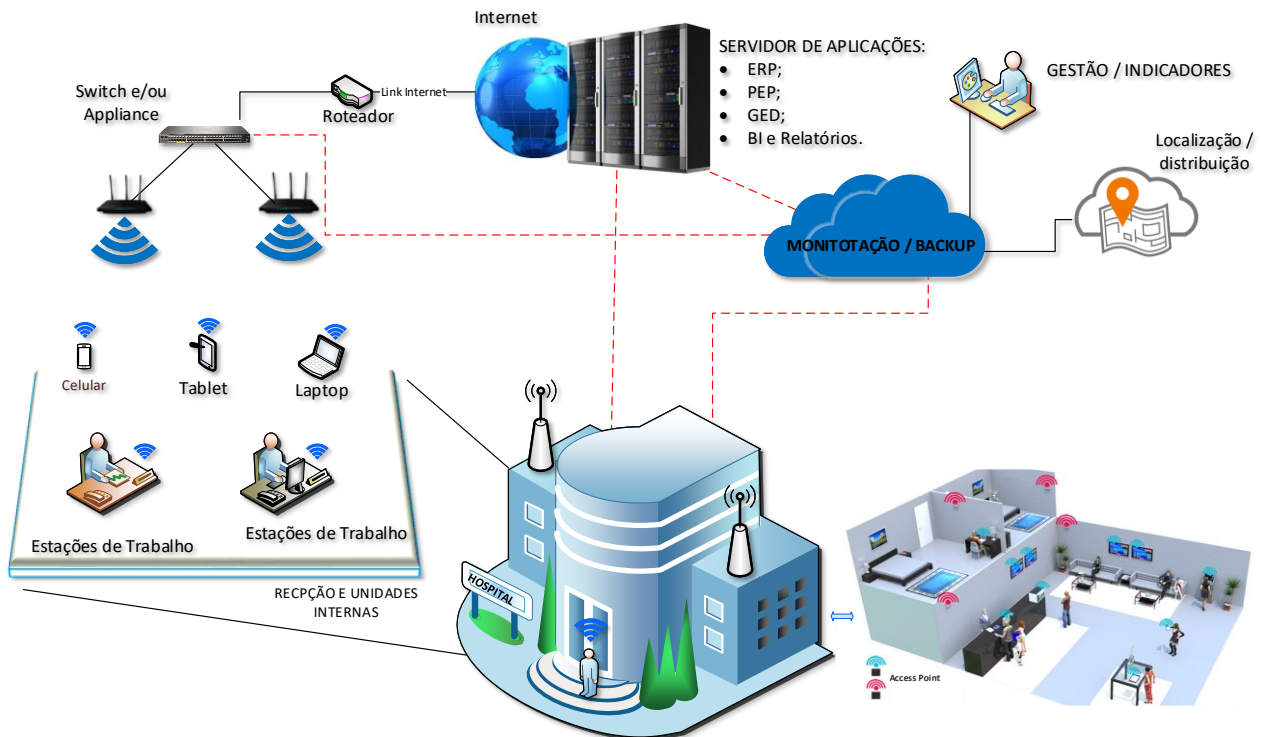 Internet
SERVIDOR DE APLICAÇÕES:
• ERP;
• PEP;
• GED;
• BI e Relatórios.
GESTÃO / INDICADORES
Switch e/ou
Appliance
Link Internet
Roteador
Localização /
distribuição
MONITOTAÇÃO / BACKUP
Celular
Tablet
Laptop
Estações de Trabalho
Estações de Trabalho
RECPÇÃO E UNIDADES
INTERNAS
HOSPITAL
Access Point